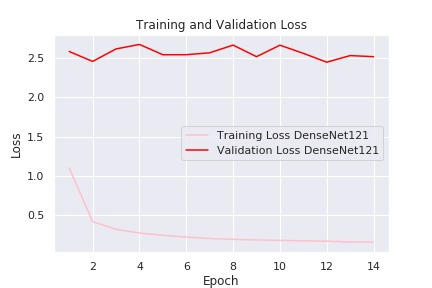 Training and Validation Loss
2.5
2.0
1.5
1.0
0.5
Loss
Training Loss DenseNet121
Validation Loss DenseNet121
2 4 6 8 10 12 14
Epoch